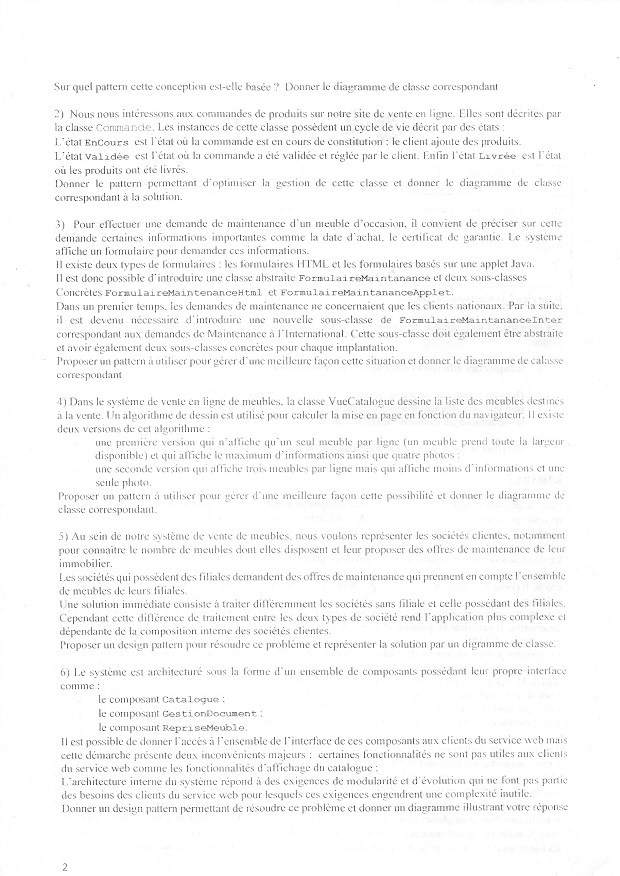 Sur quel pattern cette conception est-elle basée ? Donner le diagramme de classe correspondant
2) Nous nous intéressons aux commandes de produits sur notre site de vente en ligne. Elles sont décrites par
la classe Commande. Les instances de cette classe possèdent un cycle de vie décrit par des états :
L'état EnCours est l'état où la commande est en cours de constitution : le client ajoute des produits.
L'état Validée est l'état où la commande a été validée et réglée par le client. Enfin l'état Livrée est l'état
où les produits ont été livrés.
Donner le pattern permettant d'optimiser la gestion de cette classe et donner le diagramme de classe
correspondant à la solution.
3) Pour effectuer une demande de maintenance d'un meuble d'occasion, il convient de préciser sur cette
demande certaines informations importantes comme la date d'achat, le certificat de garantie. Le système
affiche un formulaire pour demander ces informations.
Il existe deux types de formulaires : les formulaires HTML et les formulaires basés sur une applet Java.
Il est donc possible d'introduire une classe abstraite FormulaireMaintanance et deux sous-classes
Concrètes FormulaireMaintenanceHtml et FormulaireMaintananceApplet.
Dans un premier temps, les demandes de maintenance ne concernaient que les clients nationaux. Par la suite,
il est devenu nécessaire d'introduire une nouvelle sous-classe de FormulaireMaintananceInter
correspondant aux demandes de Maintenance à l'International. Cette sous-classe doit également être abstraite
et avoir également deux sous-classes concrètes pour chaque implantation.
Proposer un pattern à utiliser pour gérer d'une meilleure façon cette situation et donner le diagramme de calasse
correspondant
4) Dans le système de vente en ligne de meubles, la classe VueCatalogue dessine la liste des meubles destinés
à la vente. Un algorithme de dessin est utilisé pour calculer la mise en page en fonction du navigateur. Il existe
deux versions de cet algorithme :
une première version qui n'affiche qu'un seul meuble par ligne (un meuble prend toute la largeur
disponible) et qui affiche le maximum d'informations ainsi que quatre photos ;
une seconde version qui affiche trois meubles par ligne mais qui affiche moins d'informations et une
seule photo.
Proposer un pattern à utiliser pour gérer d'une meilleure façon cette possibilité et donner le diagramme de
classe correspondant.
5) Au sein de notre système de vente de meubles, nous voulons représenter les sociétés clientes, notamment
pour connaître le nombre de meubles dont elles disposent et leur proposer des offres de maintenance de leur
immobilier.
Les sociétés qui possèdent des filiales demandent des offres de maintenance qui prennent en compte l'ensemble
de meubles de leurs filiales.
Une solution immédiate consiste à traiter différemment les sociétés sans filiale et celle possédant des filiales.
Cependant cette différence de traitement entre les deux types de société rend l'application plus complexe et
dépendante de la composition interne des sociétés clientes.
Proposer un design pattern pour résoudre ce problème et représenter la solution par un digramme de classe.
6) Le système est architecturé sous la forme d'un ensemble de composants possédant leur propre interface
comme :
le composant Catalogue ;
le composant GestionDocument ;
le composant RepriseMeuble.
Il est possible de donner l'accès à l'ensemble de l'interface de ces composants aux clients du service web mais
cette démarche présente deux inconvénients majeurs : certaines fonctionnalités ne sont pas utiles aux clients
du service web comme les fonctionnalités d'affichage du catalogue ;
L'architecture interne du système répond à des exigences de modularité et d'évolution qui ne font pas partie
des besoins des clients du service web pour lesquels ces exigences engendrent une complexité inutile.
Donner un design pattern permettant de résoudre ce problème et donner un diagramme illustrant votre réponse
2